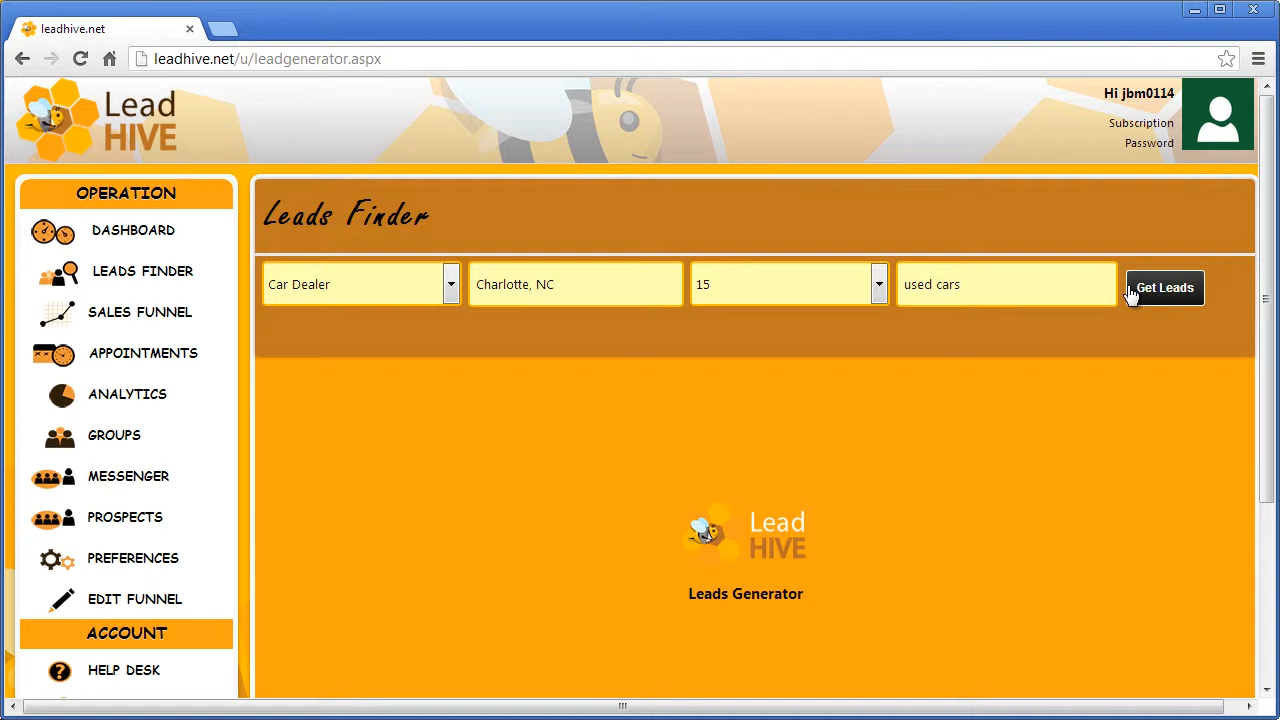 leadhive.net
leadhive.net/u/leadgenerator.aspx
Lead
HIVE
Hi jbm0114
Subscription
Password
OPERATION
DASHBOARD
LEADS FINDER
SALES FUNNEL
APPOINTMENTS
ANALYTICS
GROUPS
MESSENGER
PROSPECTS
PREFERENCES
EDIT FUNNEL
ACCOUNT
HELP DESK
Leads Finder
Car Dealer
Charlotte, NC
15
used cars
Get Leads
Lead
HIVE
Leads Generator